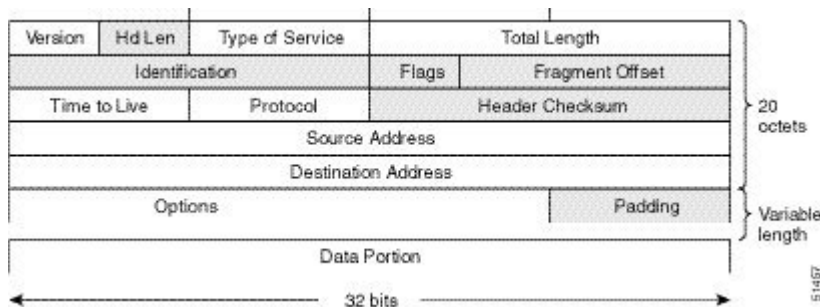 Version Hd Len Type of Service Total Length
Identification Flags Fragment Offset
Time to Live Protocol Header Checksum
20
octets
Source Address
Destination Address
Options Padding
Variable
length
Data Portion
32 bits
51457